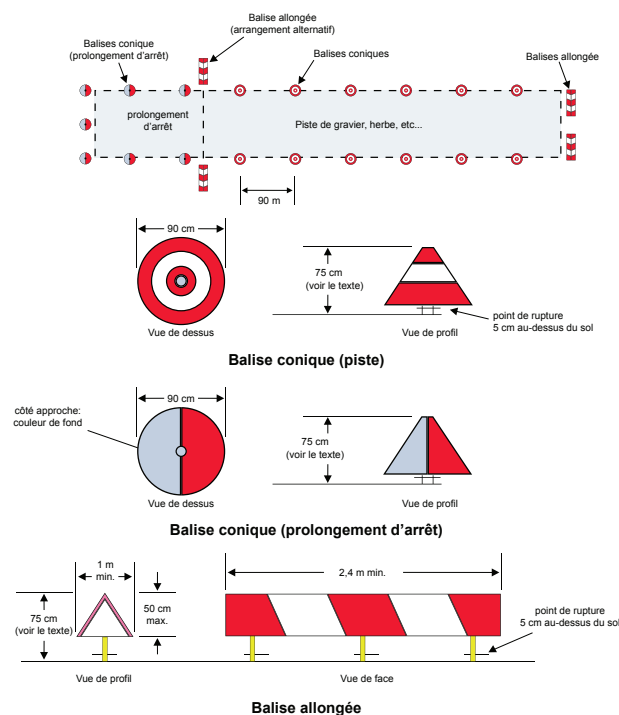 Balise allongée
(arrangement alternatif)
Balises conique
(prolongement d'arrêt)
Balises coniques
Balises allongée
prolongement
d'arrêt
Piste de gravier, herbe, etc...
90 m
90 cm
75 cm
(voir le texte)
point de rupture
5 cm au-dessus du sol
Vue de dessus
Vue de profil
Balise conique (piste)
90 cm
côté approche:
couleur de fond
75 cm
(voir le texte)
Vue de dessus
Vue de profil
Balise conique (prolongement d'arrêt)
1 m
min.
2,4 m min.
75 cm
(voir le texte)
50 cm
max.
point de rupture
5 cm au-dessus du sol
Vue de profil
Vue de face
Balise allongée